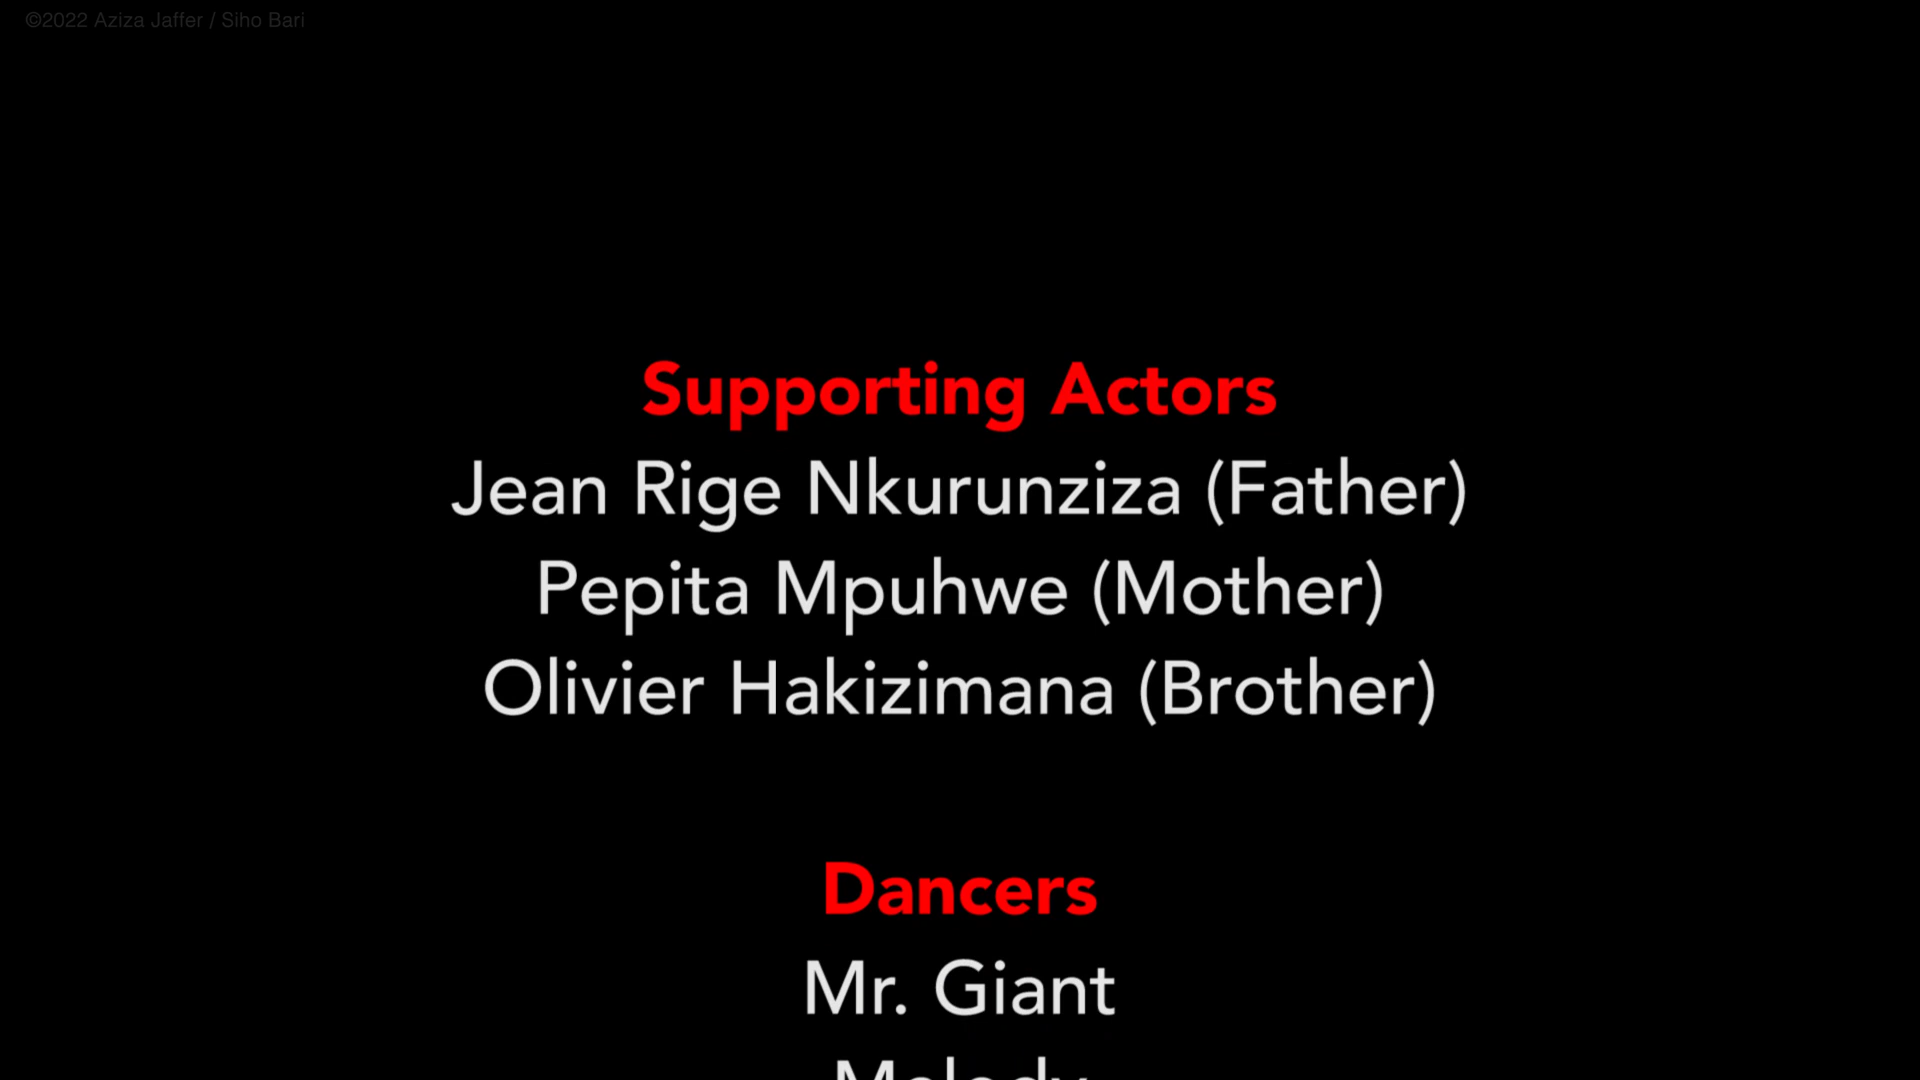 ©2022 Aziza Jaffer / Siho Bari
Supporting Actors
Jean Rige Nkurunziza (Father)
Pepita Mpuhwe (Mother)
Olivier Hakizimana (Brother)
Dancers
Mr. Giant
Melody